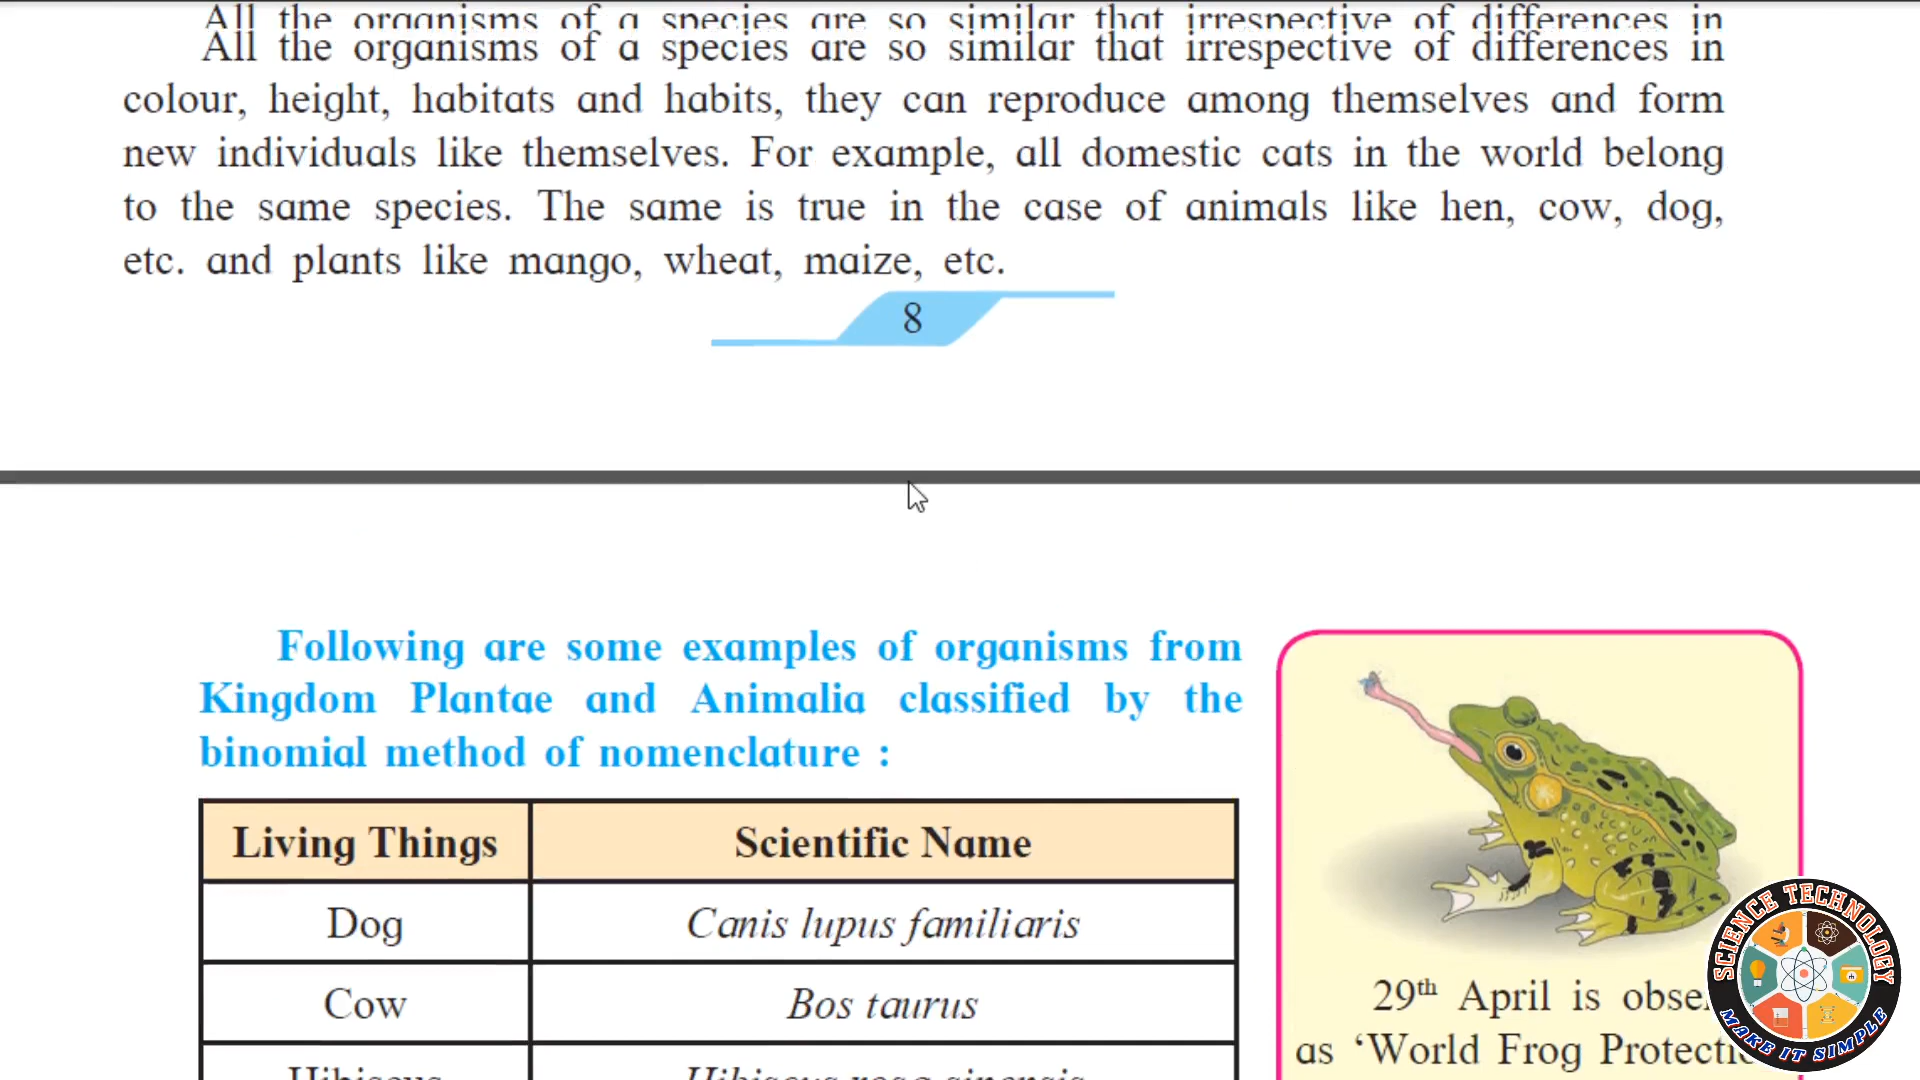 All the organisms of a species are so similar that irrespective of differences in
All the organisms of a species are so similar that irrespective of differences in
colour, height, habitats and habits, they can reproduce among themselves and form
new individuals like themselves. For example, all domestic cats in the world belong
to the same species. The same is true in the case of animals like hen, cow, dog,
etc. and plants like mango, wheat, maize, etc.
8
Following are some examples of organisms from
Kingdom Plantae and Animalia classified by the
binomial method of nomenclature :
Living Things Scientific Name
Dog Canis lupus familiaris
Cow Bos taurus
Hibiscus Hibiscus rosa sinensis
29th April is
as ‘World Frog
SCIENCE TECHNOLOGY
MAKE IT SIMPLE